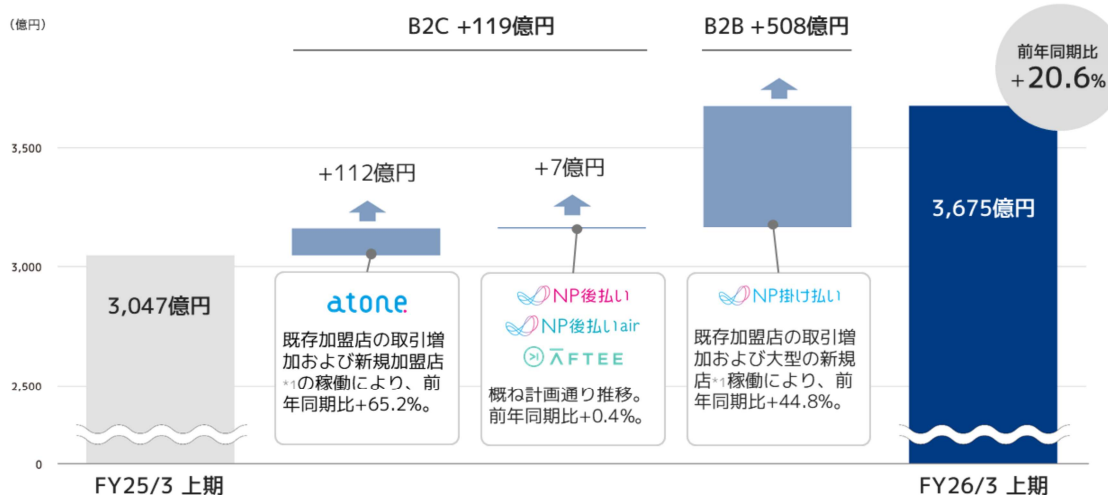 (億円)
B2C +119億円
B2B +508億円
前年同期比
+20.6%
3,500
3,000
2,500
0
+112億円
+7億円
3,047億円
3,675億円
atone
既存加盟店の取引増
加および新規加盟店
*1の稼働により、前
年同期比+65.2%。
NP後払い
NP後払いair
AFTEE
概ね計画通り推移。
前年同期比+0.4%。
NP掛け払い
既存加盟店の取引増
加および大型の新規
店*1稼働により、前
年同期比+44.8%。
FY25/3 上期
FY26/3 上期